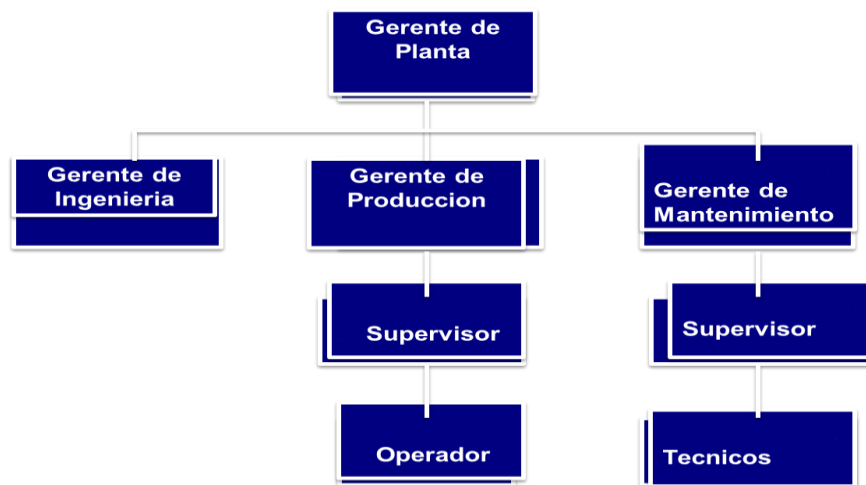 Gerente de
Planta
Gerente de
Ingenieria
Gerente de
Produccion
Gerente de
Mantenimiento
Supervisor
Supervisor
Operador
Tecnicos